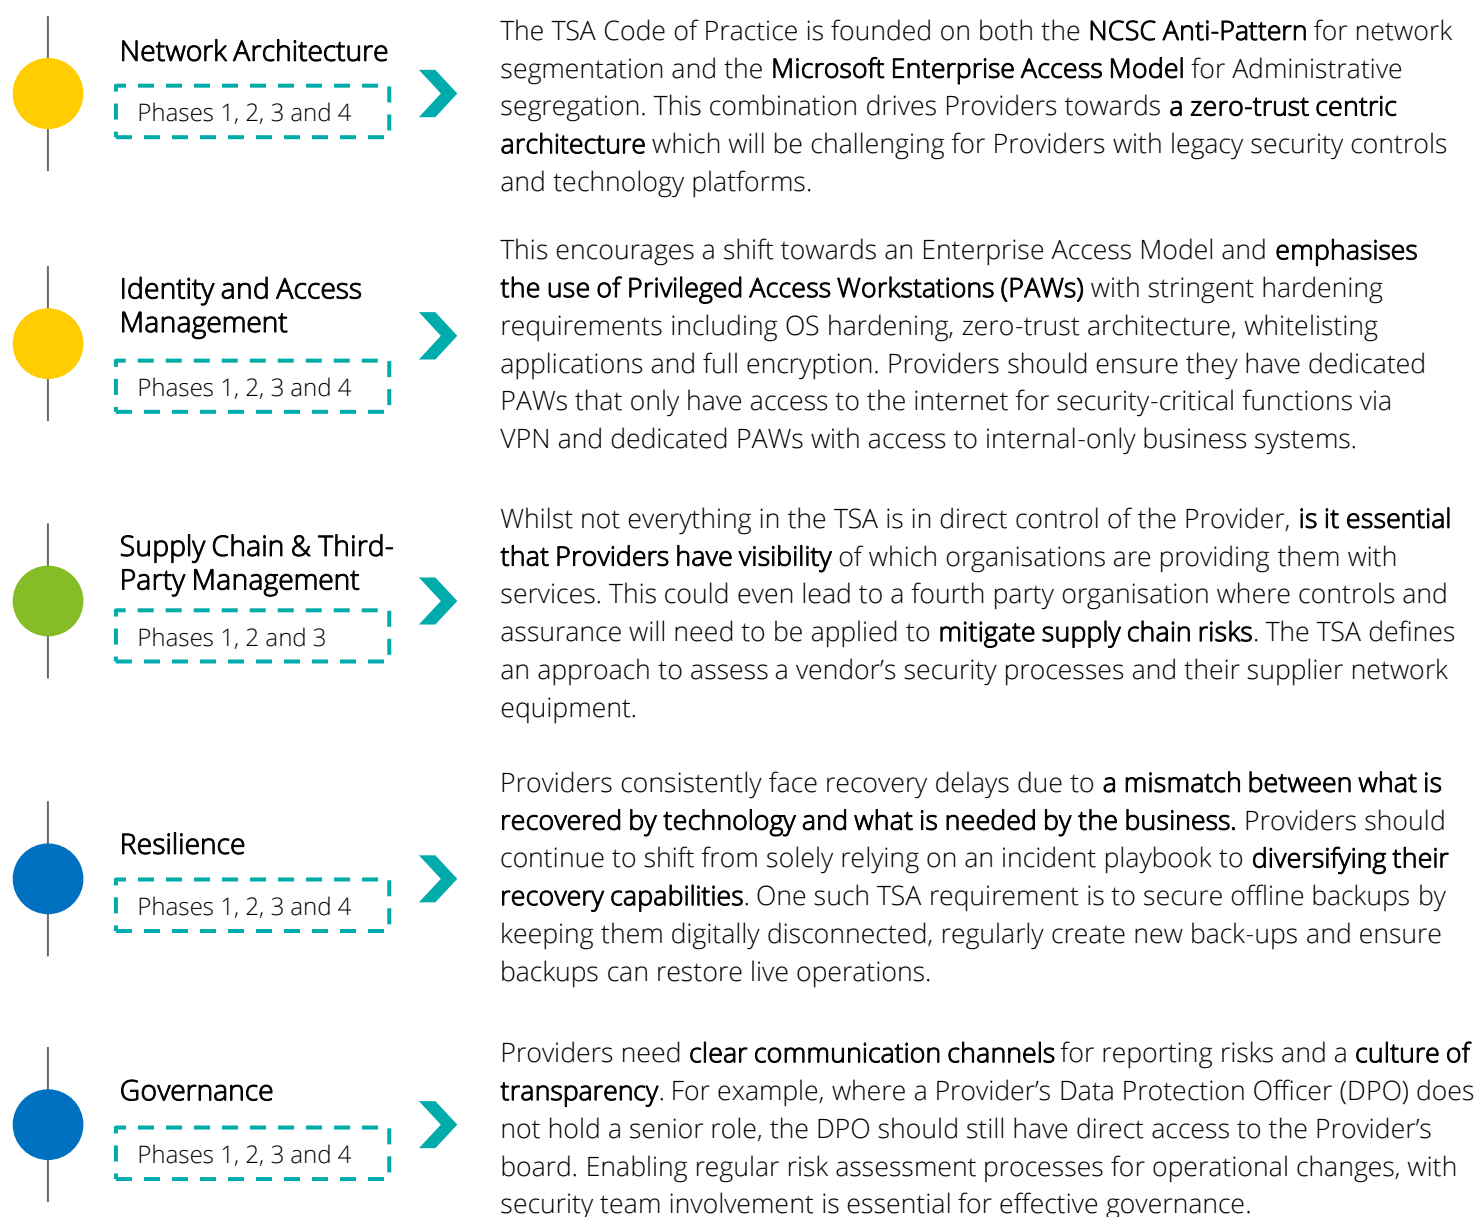 Network Architecture
Phases 1, 2, 3 and 4
The TSA Code of Practice is founded on both the NCSC Anti-Pattern for network
segmentation and the Microsoft Enterprise Access Model for Administrative
segregation. This combination drives Providers towards a zero-trust centric
architecture which will be challenging for Providers with legacy security controls
and technology platforms.
Identity and Access
Management
Phases 1, 2, 3 and 4
This encourages a shift towards an Enterprise Access Model and emphasises
the use of Privileged Access Workstations (PAWs) with stringent hardening
requirements including OS hardening, zero-trust architecture, whitelisting
applications and full encryption. Providers should ensure they have dedicated
PAWs that only have access to the internet for security-critical functions via
VPN and dedicated PAWs with access to internal-only business systems.
Supply Chain & Third-
Party Management
Phases 1, 2 and 3
Whilst not everything in the TSA is in direct control of the Provider, is it essential
that Providers have visibility of which organisations are providing them with
services. This could even lead to a fourth party organisation where controls and
assurance will need to be applied to mitigate supply chain risks. The TSA defines
an approach to assess a vendor’s security processes and their supplier network
equipment.
Resilience
Phases 1, 2, 3 and 4
Providers consistently face recovery delays due to a mismatch between what is
recovered by technology and what is needed by the business. Providers should
continue to shift from solely relying on an incident playbook to diversifying their
recovery capabilities. One such TSA requirement is to secure offline backups by
keeping them digitally disconnected, regularly create new back-ups and ensure
backups can restore live operations.
Governance
Phases 1, 2, 3 and 4
Providers need clear communication channels for reporting risks and a culture of
transparency. For example, where a Provider’s Data Protection Officer (DPO) does
not hold a senior role, the DPO should still have direct access to the Provider’s
board. Enabling regular risk assessment processes for operational changes, with
security team involvement is essential for effective governance.